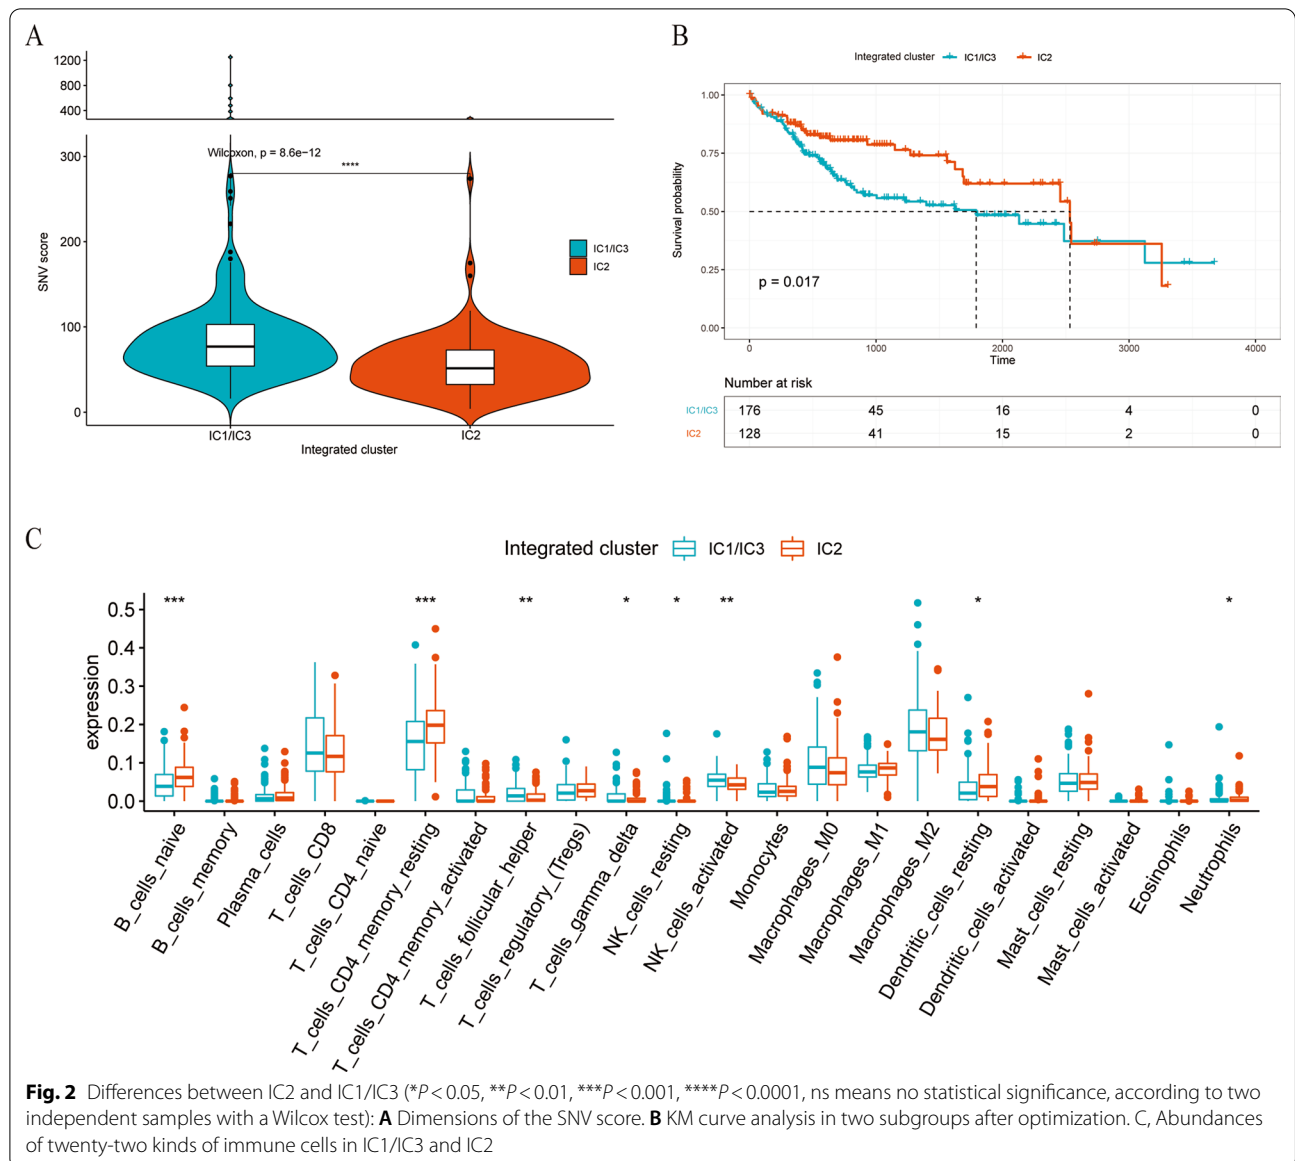 A
1200
800
400
Wilcoxon, p = 8.6e−12
****
300
200
100
0
SNV score
IC1/IC3
IC2
IC1/IC3
IC2
Integrated cluster
B
Integrated cluster IC1/IC3 IC2
1.00
0.75
0.50
0.25
0.00
Survival probability
p = 0.017
0 1000 2000 3000 4000
Time
Number at risk
IC1/IC3 176 45 16 4 0
IC2 128 41 15 2 0
C
Integrated cluster IC1/IC3 IC2
*** *** ** * * ** * *
0.5
0.4
0.3
0.2
0.1
0.0
expression
B_cells_naive
B_cells_memory
Plasma_cells
T_cells_CD8
T_cells_CD4_naive
T_cells_CD4_memory_resting
T_cells_CD4_memory_activated
T_cells_follicular_helper
T_cells_regulatory_(Tregs)
T_cells_gamma_delta
NK_cells_resting
NK_cells_activated
Monocytes
Macrophages_M0
Macrophages_M1
Macrophages_M2
Dendritic_cells_resting
Dendritic_cells_activated
Mast_cells_resting
Mast_cells_activated
Eosinophils
Neutrophils
Fig. 2 Differences between IC2 and IC1/IC3 (*P < 0.05, **P < 0.01, ***P < 0.001, ****P < 0.0001, ns means no statistical significance, according to two
independent samples with a Wilcox test): A Dimensions of the SNV score. B KM curve analysis in two subgroups after optimization. C, Abundances
of twenty-two kinds of immune cells in IC1/IC3 and IC2